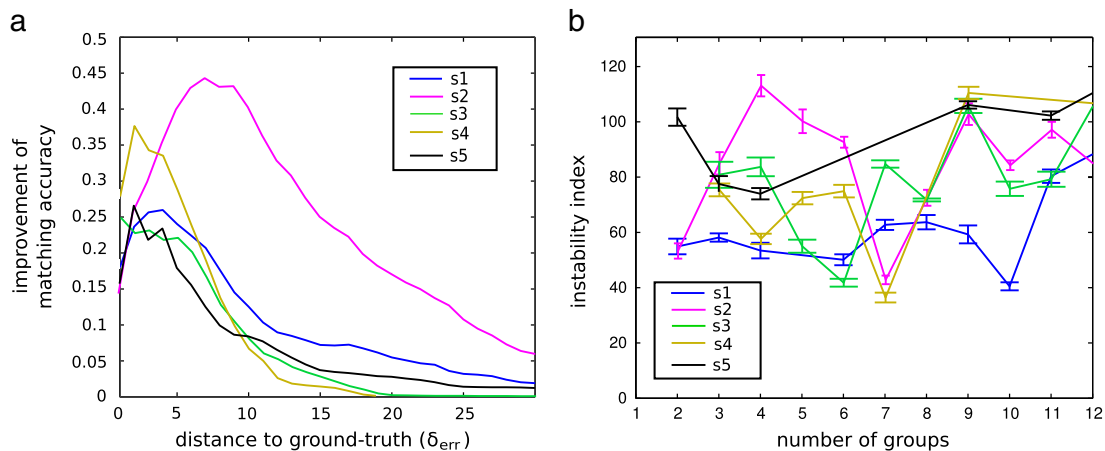 a
improvement of
matching accuracy
0.5
0.45
0.4
0.35
0.3
0.25
0.2
0.15
0.1
0.05
0
s1
s2
s3
s4
s5
0 5 10 15 20 25
distance to ground-truth (δerr)
b
instability index
120
100
80
60
40
20
0
s1
s2
s3
s4
s5
1 2 3 4 5 6 7 8 9 10 11 12
number of groups